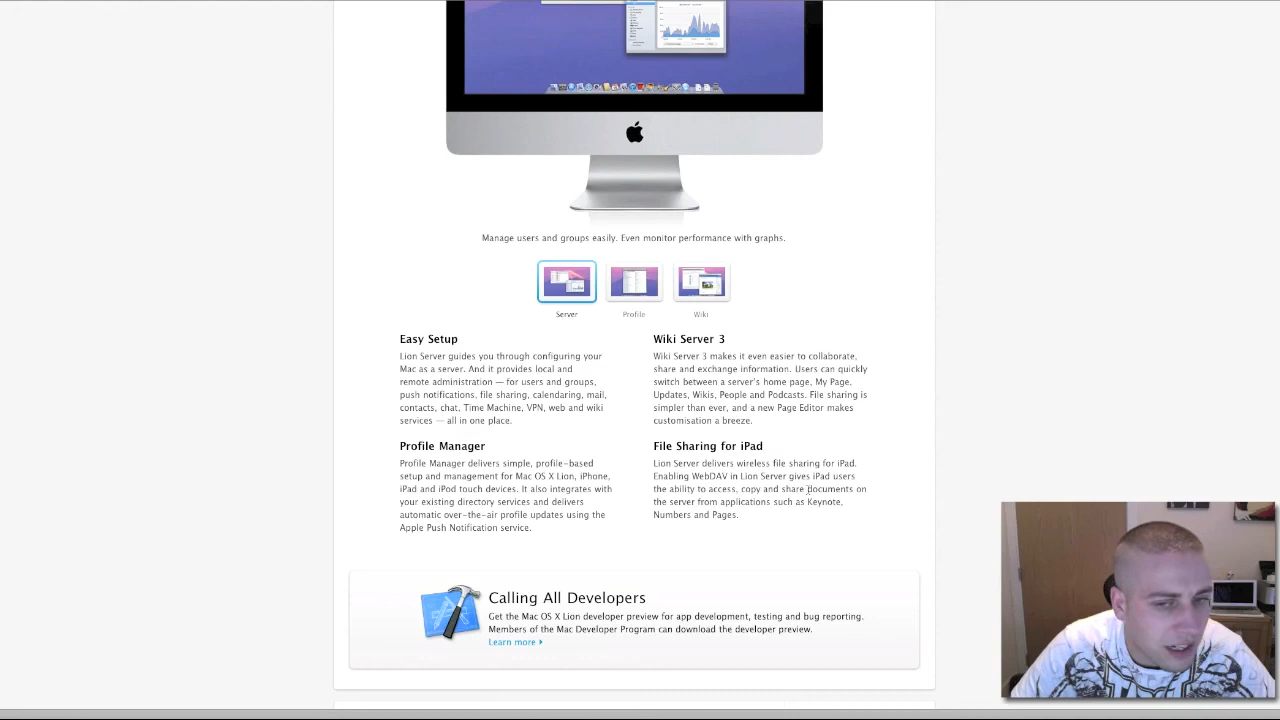 Manage users and groups easily. Even monitor performance with graphs.
Server
Profile
Wiki
Easy Setup
Lion Server guides you through configuring your
Mac as a server. And it provides local and
remote administration — for users and groups,
push notifications, file sharing, calendaring, mail,
contacts, chat, Time Machine, VPN, web and wiki
services — all in one place.
Wiki Server 3
Wiki Server 3 makes it even easier to collaborate,
share and exchange information. Users can quickly
switch between a server's home page, My Page,
Updates, Wikis, People and Podcasts. File sharing is
simpler than ever, and a new Page Editor makes
customisation a breeze.
Profile Manager
Profile Manager delivers simple, profile-based
setup and management for Mac OS X Lion, iPhone,
iPad and iPod touch devices. It also integrates with
your existing directory services and delivers
automatic over-the-air profile updates using the
Apple Push Notification service.
File Sharing for iPad
Lion Server delivers wireless file sharing for iPad.
Enabling WebDAV in Lion Server gives iPad users
the ability to access, copy and share documents on
the server from applications such as Keynote,
Numbers and Pages.
Calling All Developers
Get the Mac OS X Lion developer preview for app development, testing and bug reporting.
Members of the Mac Developer Program can download the developer preview.
Learn more